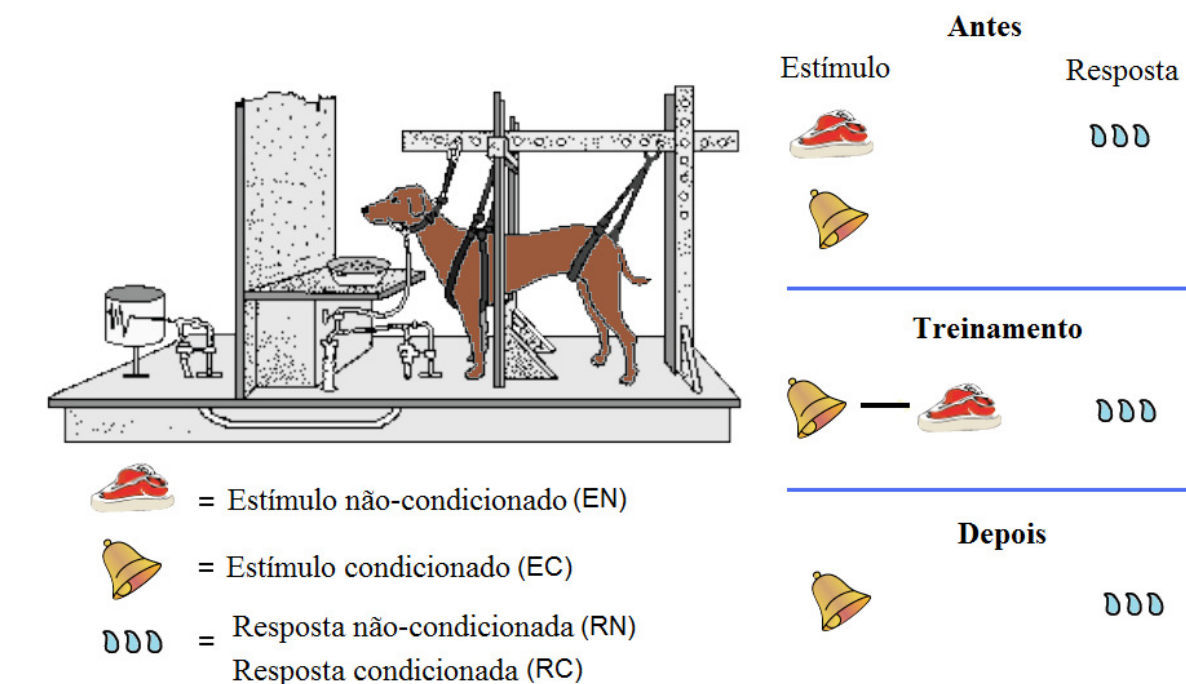 Antes
Estímulo Resposta
Treinamento
Depois
= Estímulo não-condicionado (EN)
= Estímulo condicionado (EC)
= Resposta não-condicionada (RN)
Resposta condicionada (RC)